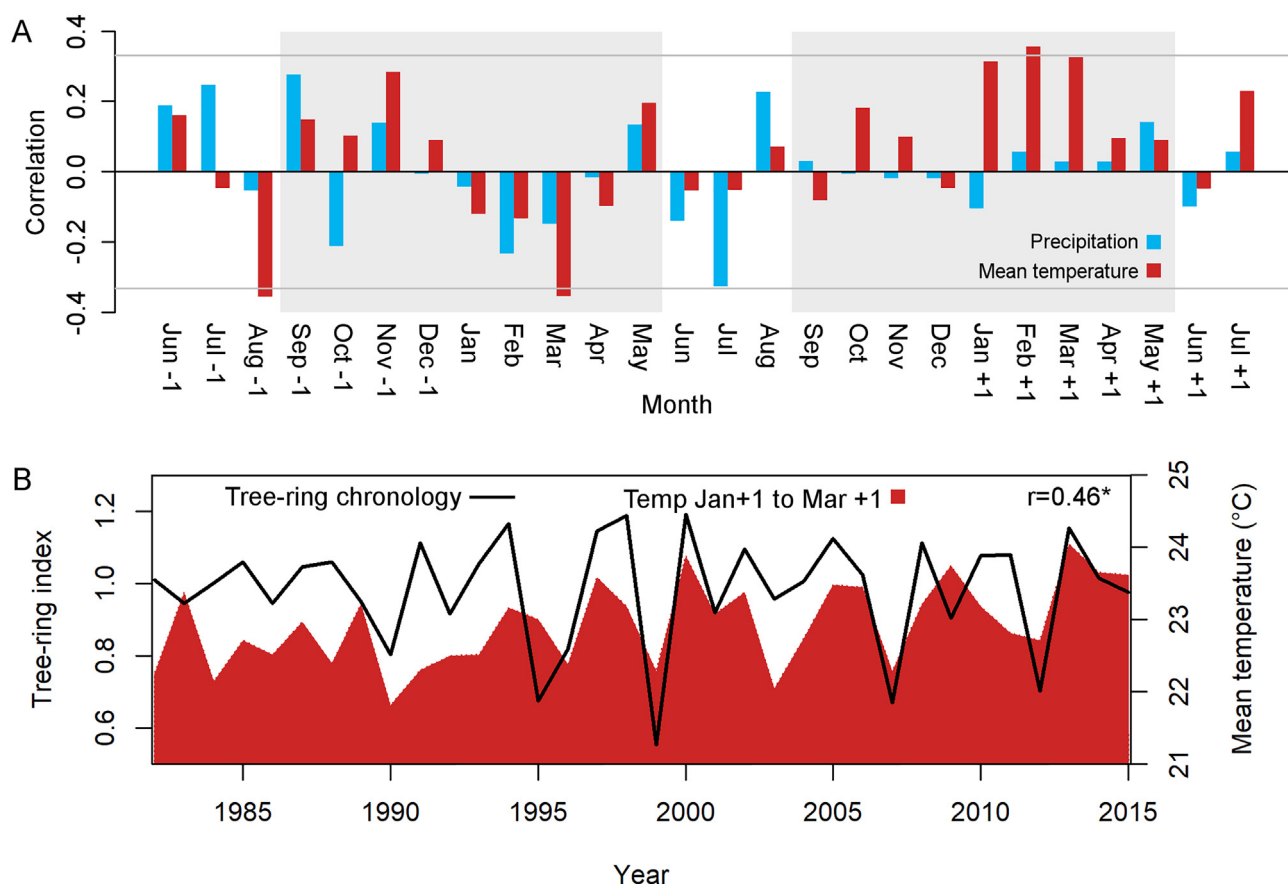 A
Correlation
0.4
0.2
0.0
-0.2
-0.4
Precipitation
Mean temperature
Jun -1
Jul -1
Aug -1
Sep -1
Oct -1
Nov -1
Dec -1
Jan
Feb
Mar
Apr
May
Jun
Jul
Aug
Sep
Oct
Nov
Dec
Jan +1
Feb +1
Mar +1
Apr +1
May +1
Jun +1
Jul +1
Month
B
Tree-ring chronology
Temp Jan+1 to Mar +1
r=0.46*
Tree-ring index
1.2
1.0
0.8
0.6
25
24
23
22
21
Mean temperature (°C)
1985 1990 1995 2000 2005 2010 2015
Year